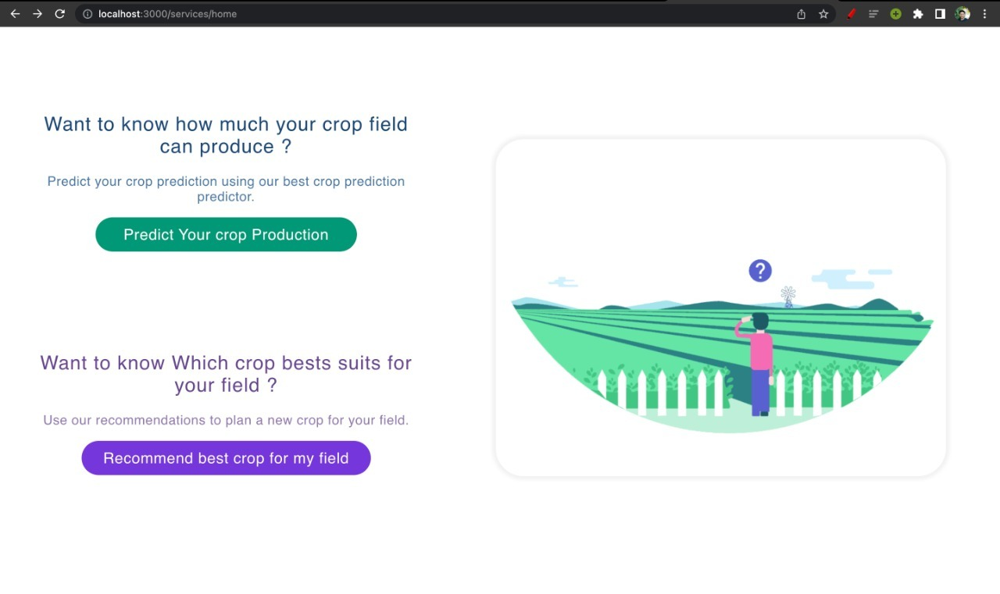 localhost:3000/services/home
Want to know how much your crop field
can produce ?
Predict your crop prediction using our best crop prediction
predictor.
Predict Your crop Production
?
Want to know Which crop bests suits for
your field ?
Use our recommendations to plan a new crop for your field.
Recommend best crop for my field